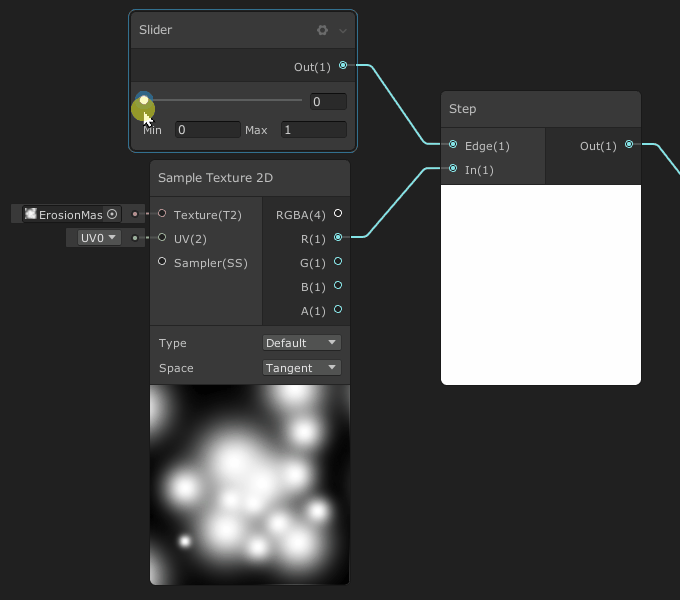 Slider
Out(1)
0
Min 0 Max 1
Sample Texture 2D
ErosionMas
Texture(T2)
RGBA(4)
UV0
UV(2)
R(1)
Sampler(SS)
G(1)
B(1)
A(1)
Type Default
Space Tangent
Step
Edge(1)
Out(1)
In(1)